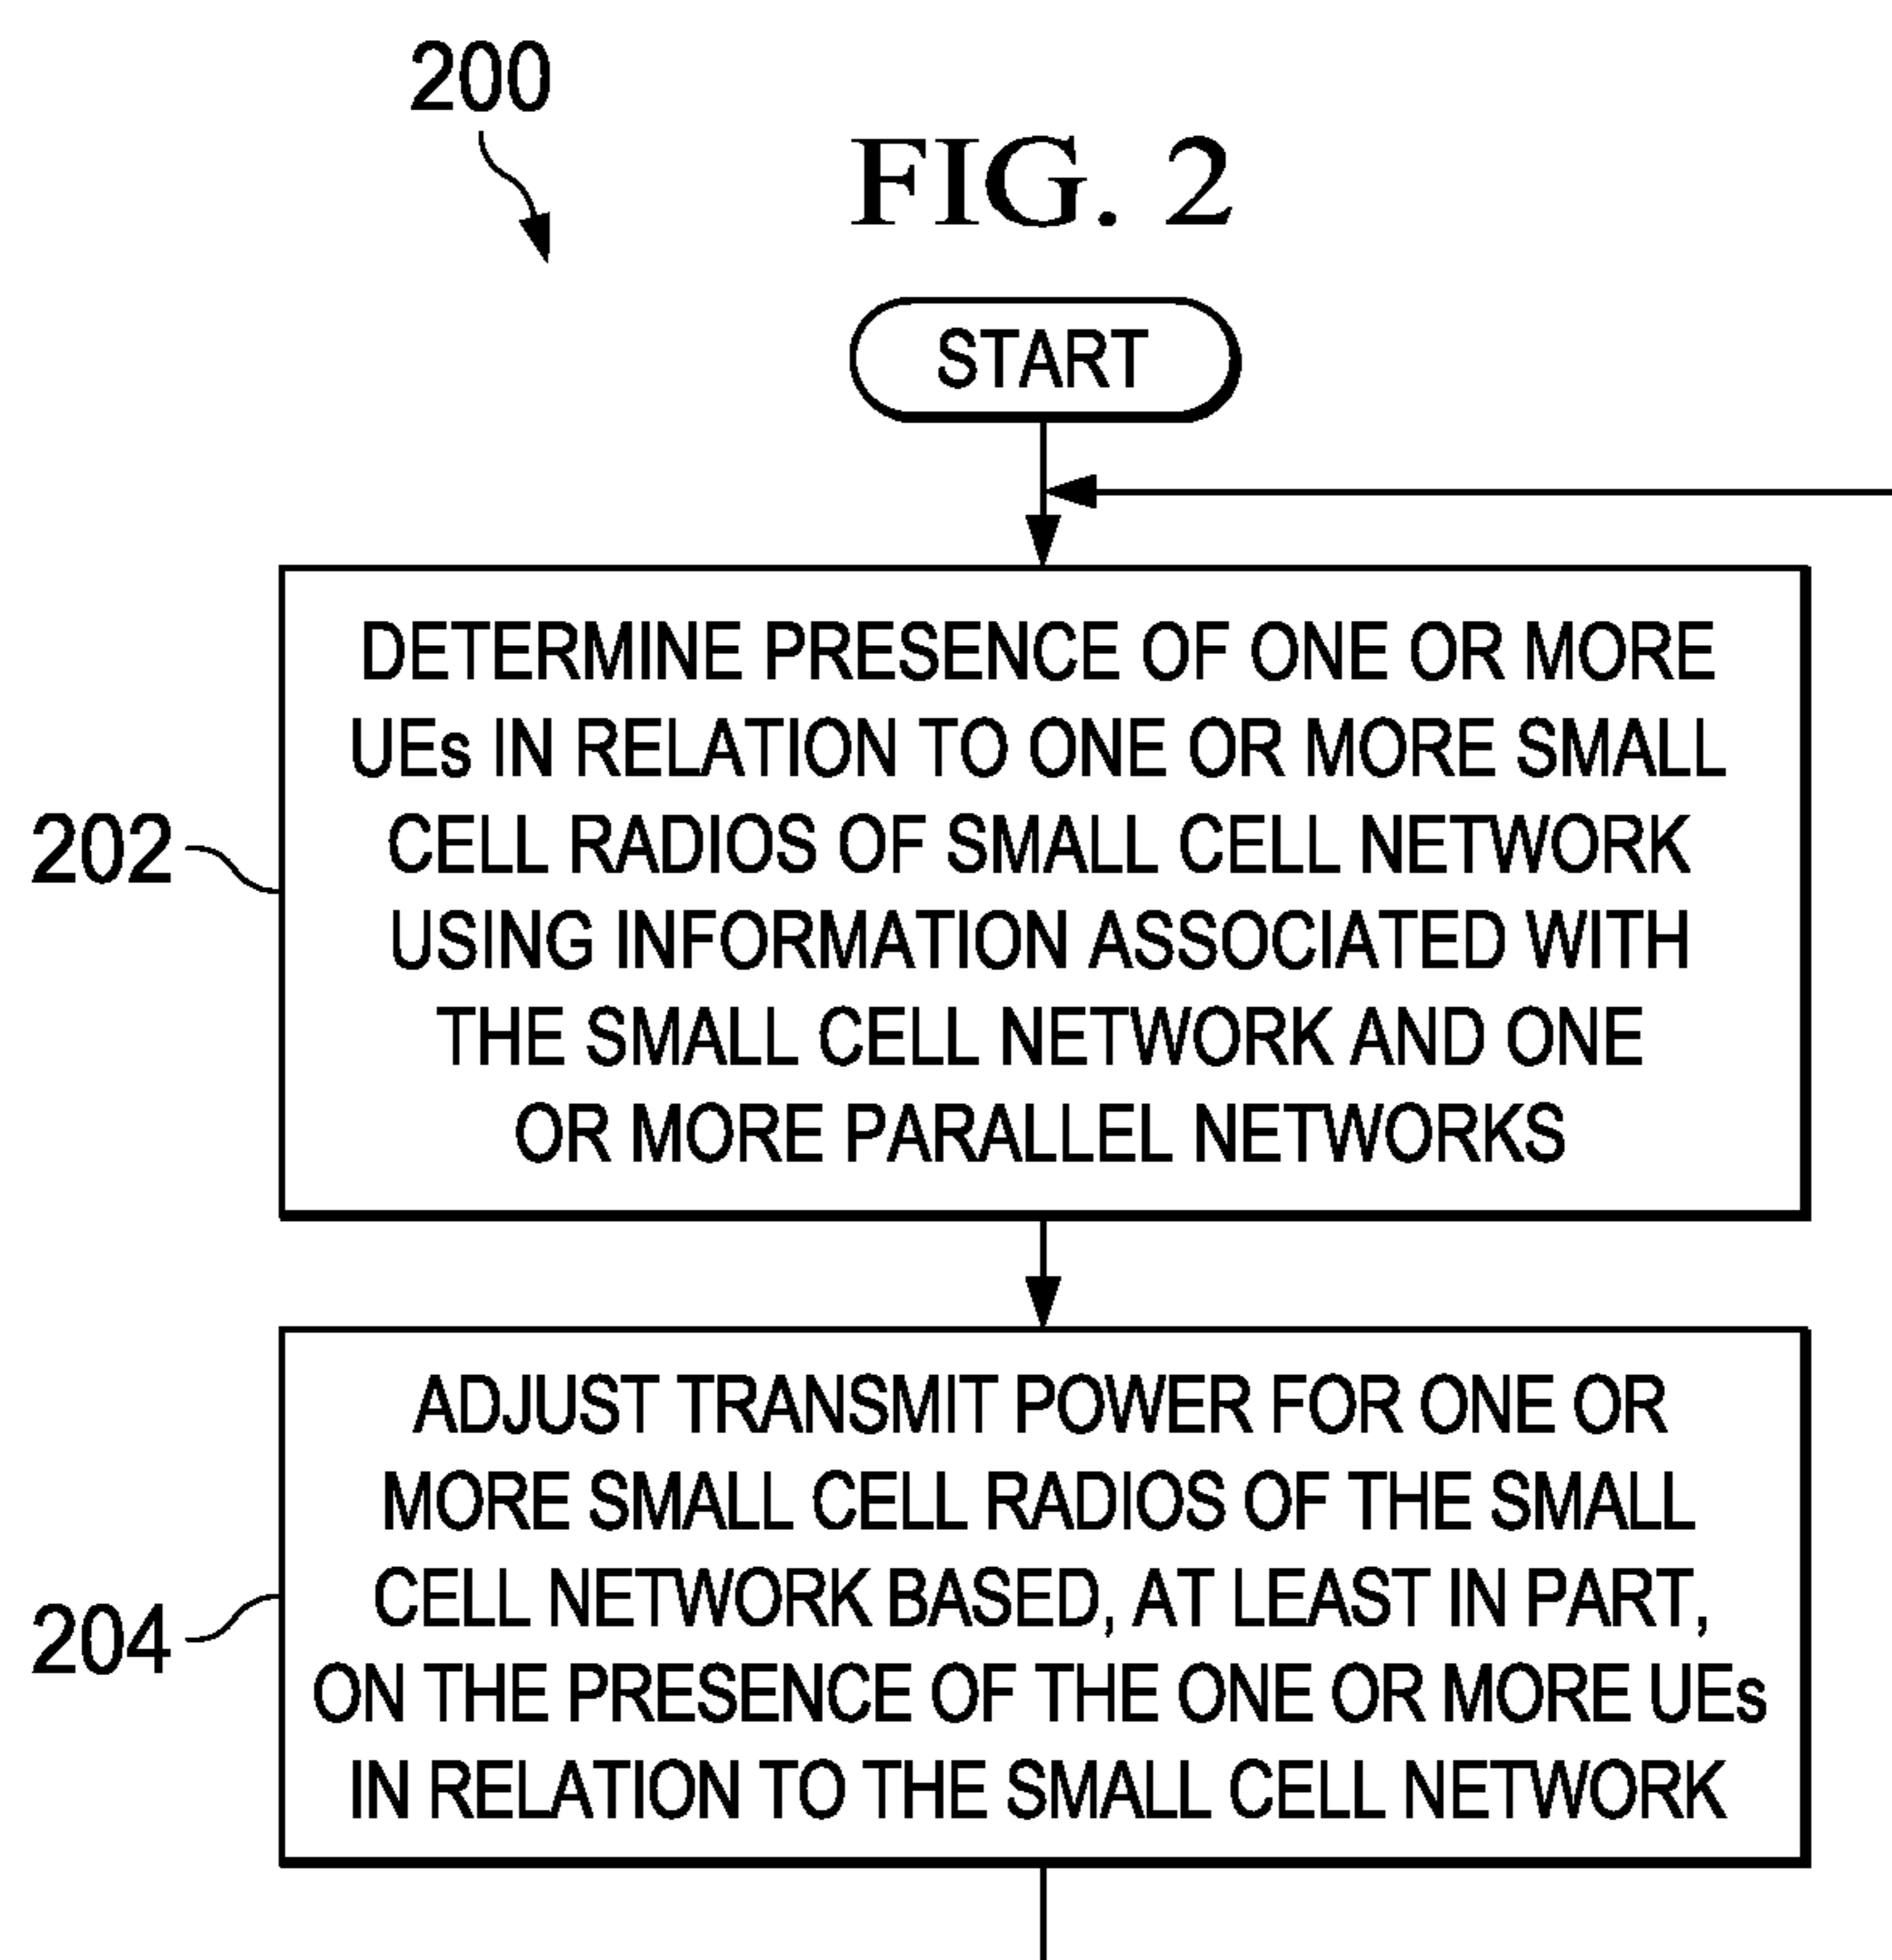 200
FIG. 2
START
DETERMINE PRESENCE OF ONE OR MORE
UEs IN RELATION TO ONE OR MORE SMALL
CELL RADIOS OF SMALL CELL NETWORK
USING INFORMATION ASSOCIATED WITH
THE SMALL CELL NETWORK AND ONE
OR MORE PARALLEL NETWORKS
202
ADJUST TRANSMIT POWER FOR ONE OR
MORE SMALL CELL RADIOS OF THE SMALL
CELL NETWORK BASED, AT LEAST IN PART,
ON THE PRESENCE OF THE ONE OR MORE UEs
IN RELATION TO THE SMALL CELL NETWORK
204